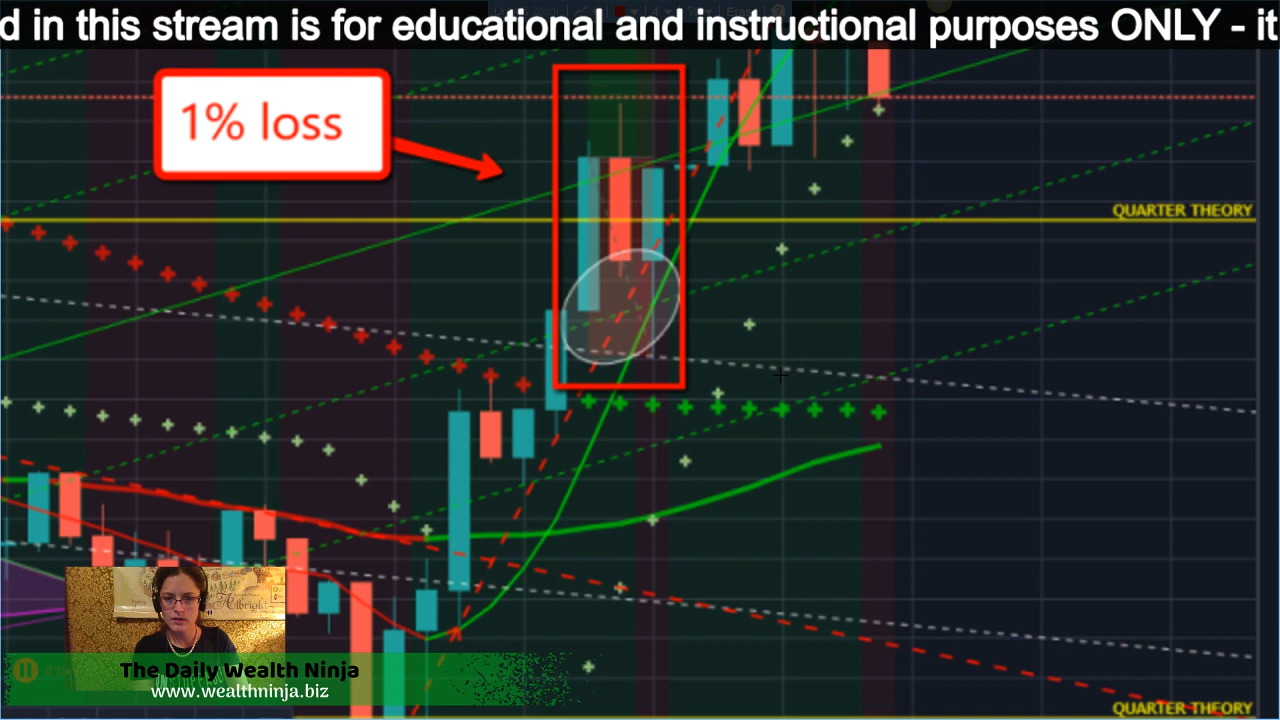 d in this stream is for educational and instructional purposes ONLY - it
1% loss
QUARTER THEORY
Albright
The Daily Wealth Ninja
www.wealthninja.biz
QUARTER THEORY